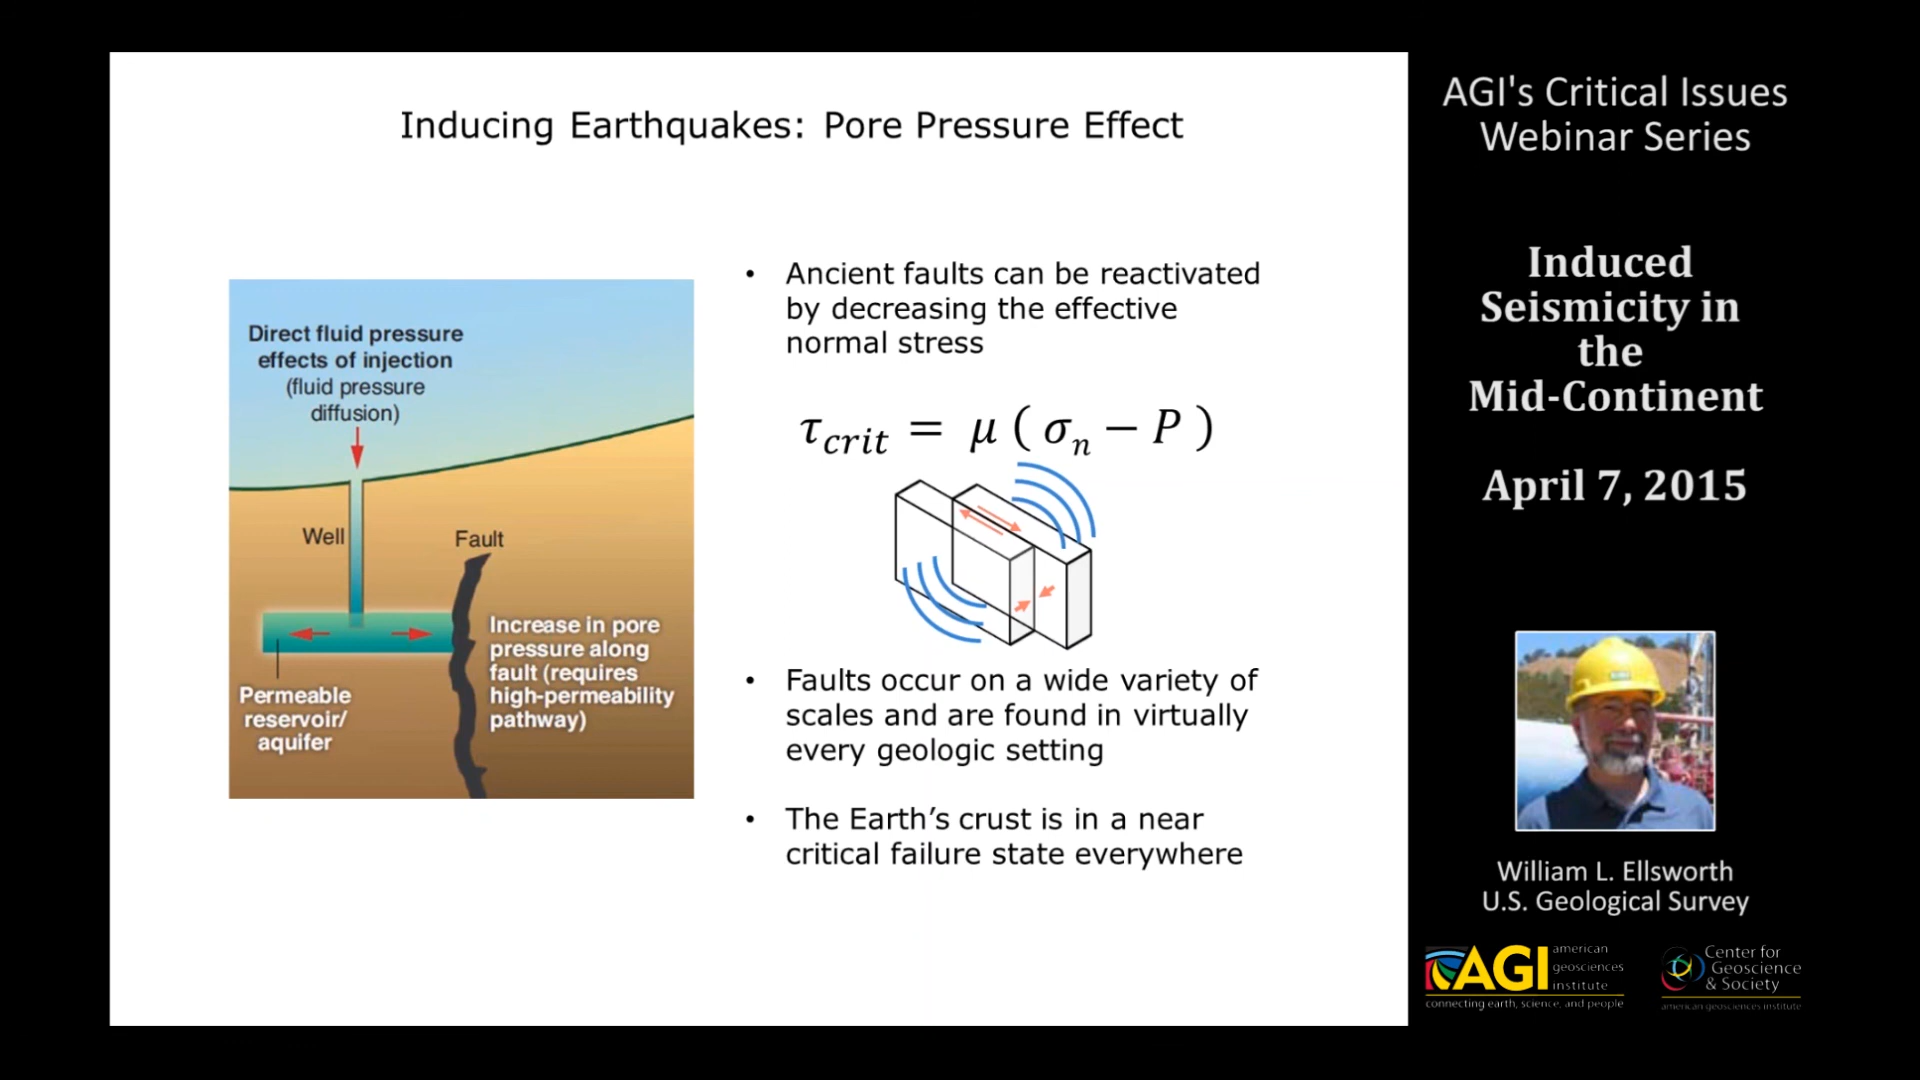 Inducing Earthquakes: Pore Pressure Effect
Direct fluid pressure
effects of injection
(fluid pressure
diffusion)
Well
Fault
Increase in pore
pressure along
fault (requires
high-permeability
pathway)
Permeable
reservoir/
aquifer
• Ancient faults can be reactivated
by decreasing the effective
normal stress
τcrit = μ ( σn − P )
• Faults occur on a wide variety of
scales and are found in virtually
every geologic setting
• The Earth’s crust is in a near
critical failure state everywhere
AGI's Critical Issues
Webinar Series
Induced
Seismicity in
the
Mid-Continent
April 7, 2015
William L. Ellsworth
U.S. Geological Survey
AGI
american
geosciences
institute
connecting earth, science, and people
Center for
Geoscience
& Society
american geosciences institute